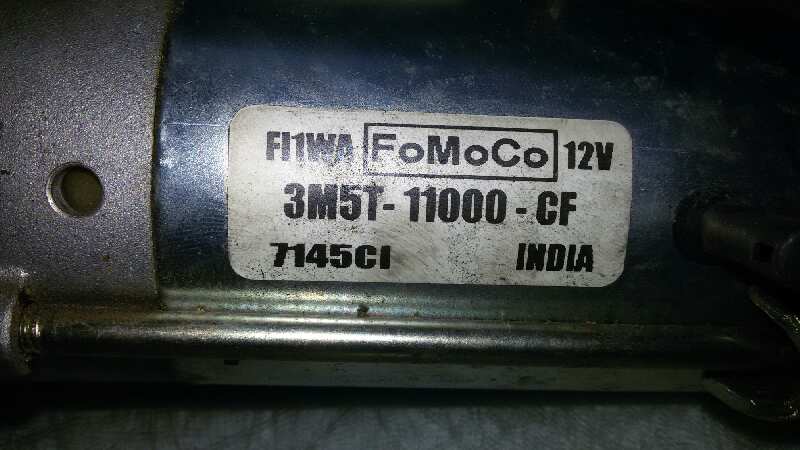 FI1WA FoMoCo 12V
3M5T-11000-CF
7145CI INDIA